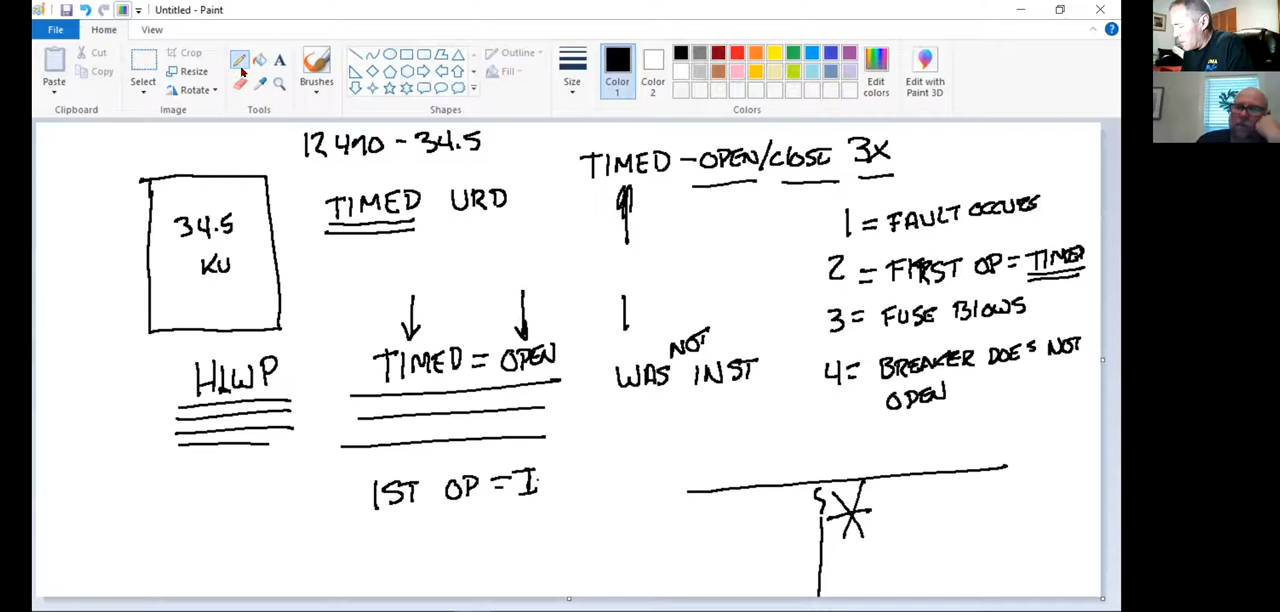 Untitled - Paint
File
Home
View
Paste
Cut
Copy
Clipboard
Select
Crop
Resize
Rotate
Image
A
Tools
Brushes
Outline
Fill
Shapes
Size
Color
1
Color
2
Edit
colors
Colors
Edit with
Paint 3D
12470 - 34.5
TIMED URD
34.5
KV
HLWP
TIMED - OPEN/CLOSE 3X
TIMED = OPEN
NOT
WAS INST
1ST OP = I
1 = FAULT OCCURS
2 = FIRST OP = TIMED
3 = FUSE BLOWS
4 = BREAKER DOES NOT
OPEN